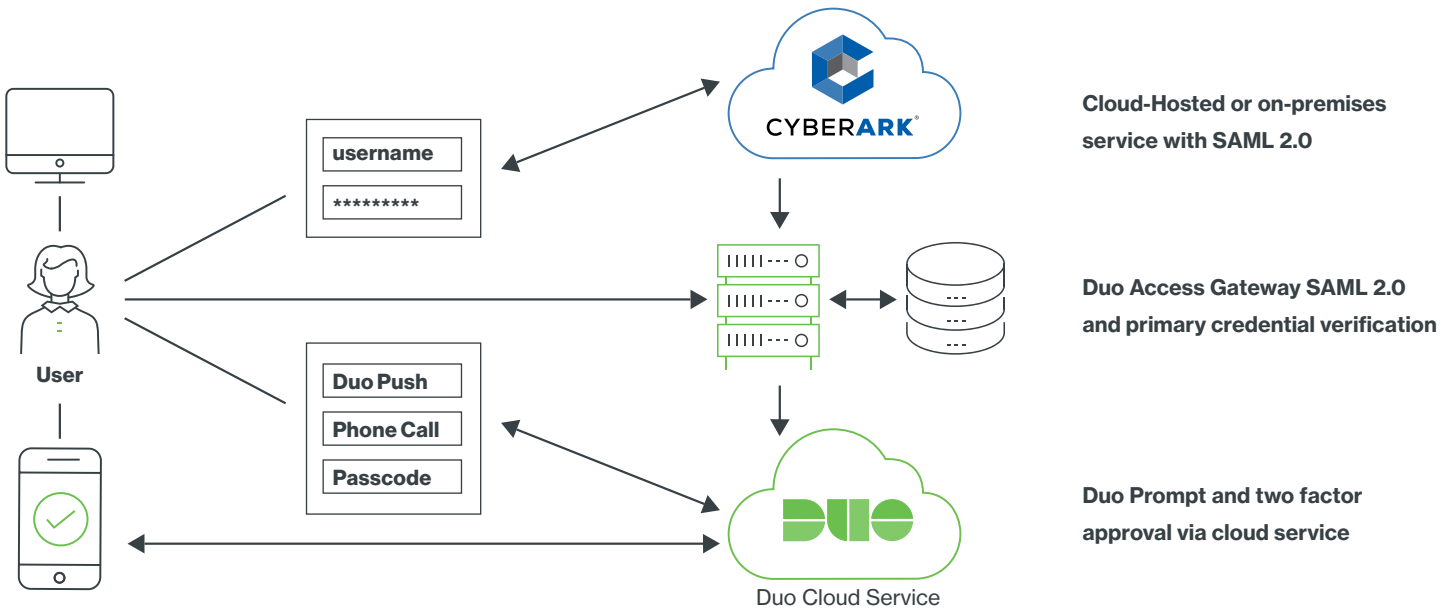 CYBERARK®
Cloud-Hosted or on-premises
service with SAML 2.0
username
*********
Duo Access Gateway SAML 2.0
and primary credential verification
User
Duo Push
Phone Call
Passcode
DUO
Duo Prompt and two factor
approval via cloud service
Duo Cloud Service